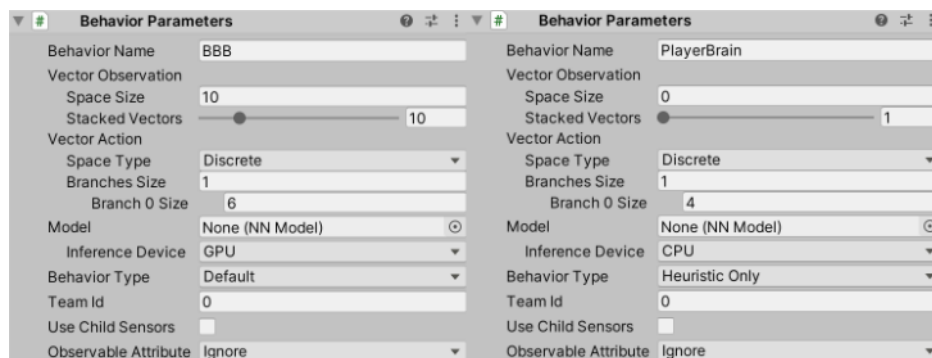 Behavior Parameters
Behavior Name BBB
Vector Observation
Space Size 10
Stacked Vectors 10
Vector Action
Space Type Discrete
Branches Size 1
Branch 0 Size 6
Model None (NN Model)
Inference Device GPU
Behavior Type Default
Team Id 0
Use Child Sensors
Observable Attribute Ignore
Behavior Parameters
Behavior Name PlayerBrain
Vector Observation
Space Size 0
Stacked Vectors 1
Vector Action
Space Type Discrete
Branches Size 1
Branch 0 Size 4
Model None (NN Model)
Inference Device CPU
Behavior Type Heuristic Only
Team Id 0
Use Child Sensors
Observable Attribute Ignore